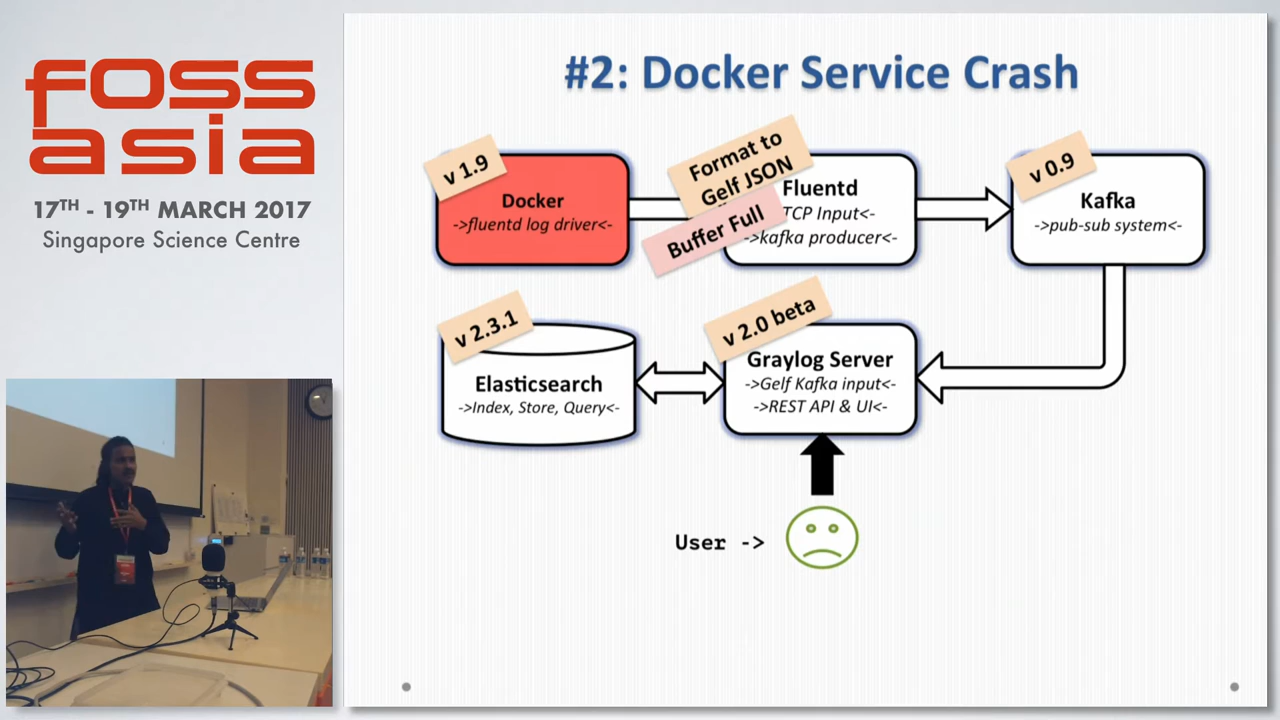 foss
asia
17TH - 19TH MARCH 2017
Singapore Science Centre
#2: Docker Service Crash
v 1.9
Docker
->fluentd log driver<-
Format to
Gelf JSON
Buffer Full
Fluentd
TCP Input<-
->kafka producer<-
v 0.9
Kafka
->pub-sub system<-
v 2.3.1
Elasticsearch
->Index, Store, Query<-
v 2.0 beta
Graylog Server
->Gelf Kafka input<-
->REST API & UI<-
User ->